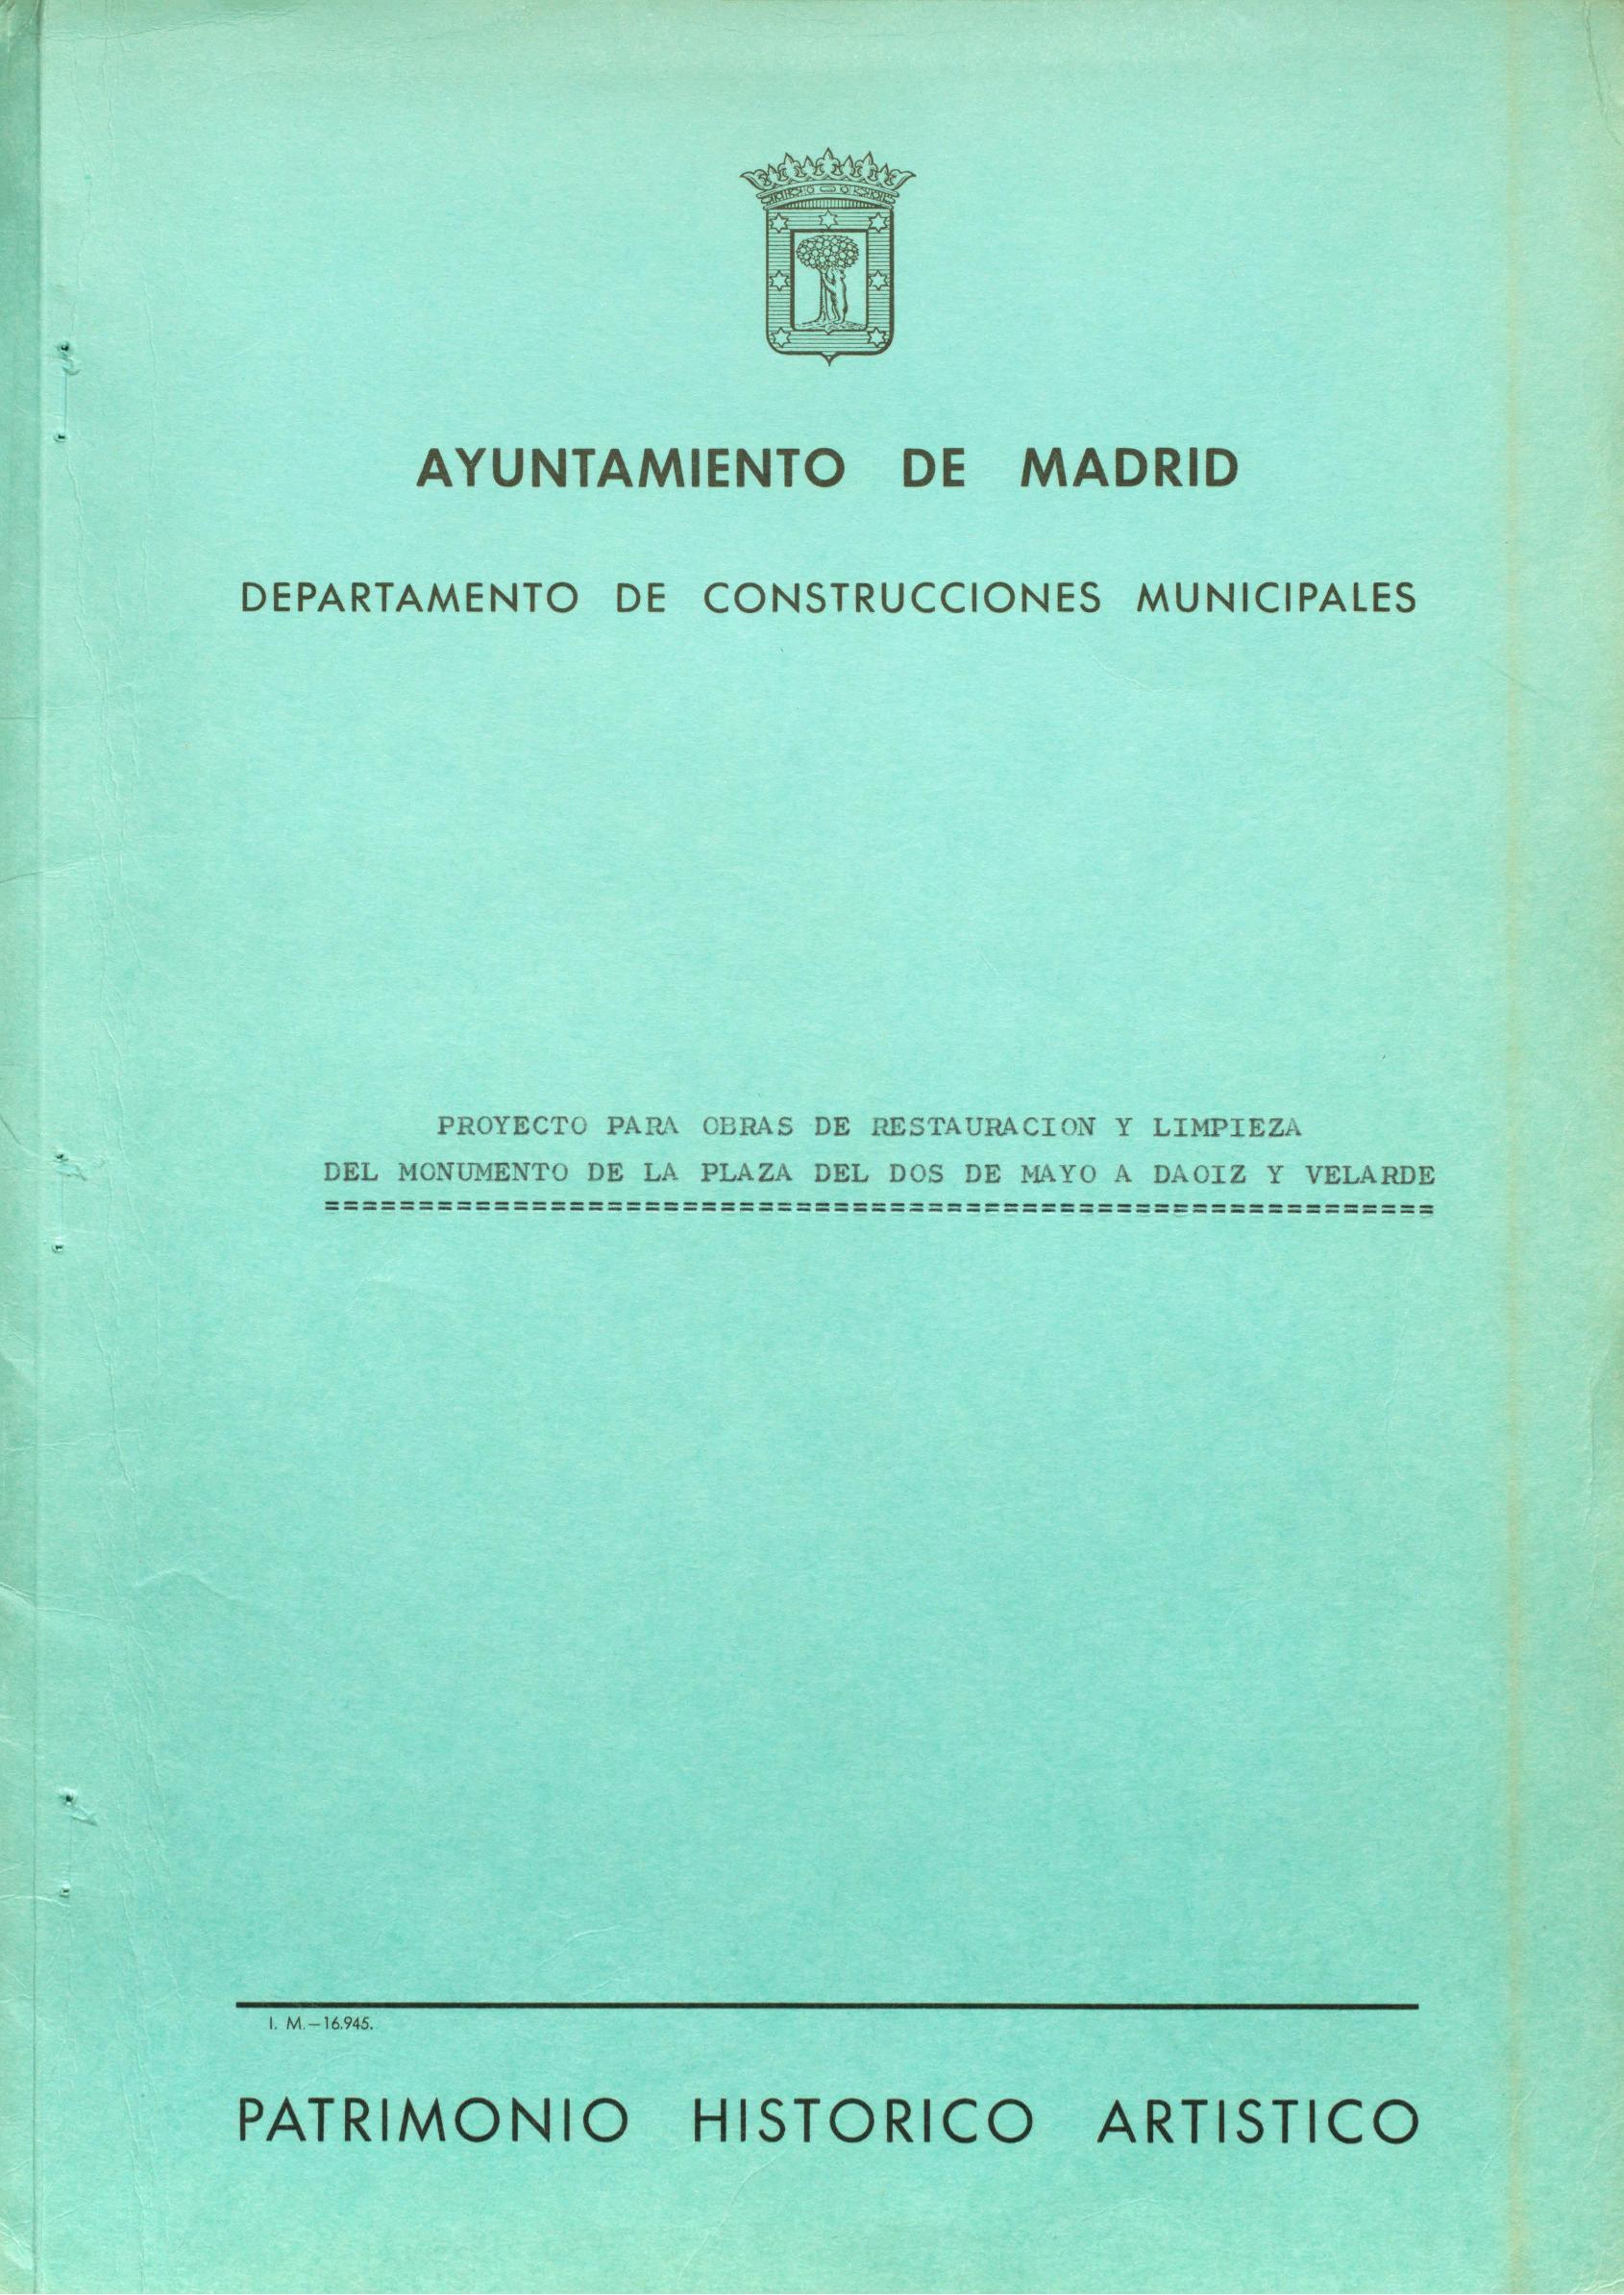 AYUNTAMIENTO DE MADRID
DEPARTAMENTO DE CONSTRUCCIONES MUNICIPALES
PROYECTO PARA OBRAS DE RESTAURACION Y LIMPIEZA
DEL MONUMENTO DE LA PLAZA DEL DOS DE MAYO A DAOIZ Y VELARDE
===========================================================
I. M.—16.945.
PATRIMONIO HISTORICO ARTISTICO